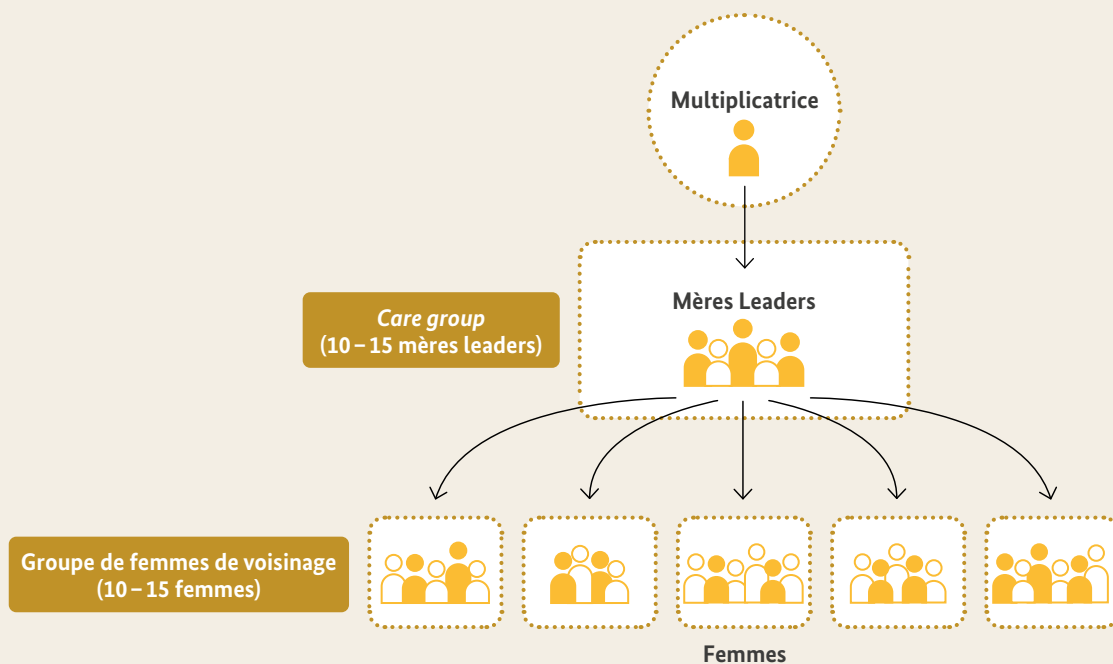 Multiplicatrice
Mères Leaders
Care group
(10 – 15 mères leaders)
Groupe de femmes de voisinage
(10 – 15 femmes)
Femmes